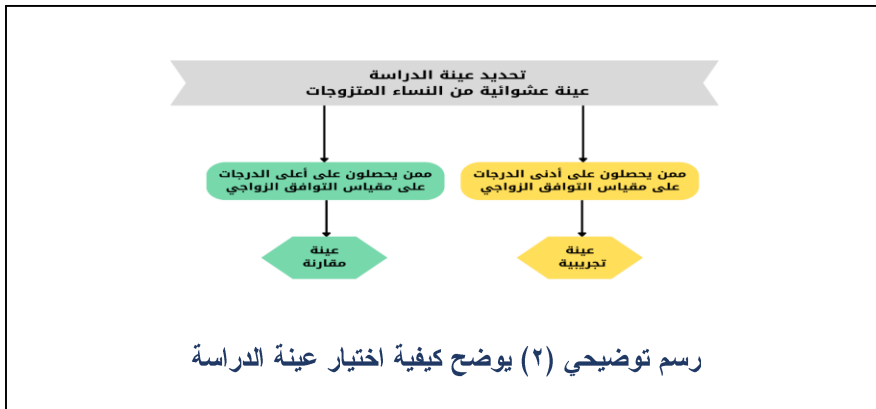 تحديد عينة الدراسة
عينة عشوائية من النساء المتزوجات
ممن يحصلون على أدنى الدرجات
على مقياس التوافق الزواجي
ممن يحصلون على أعلى الدرجات
على مقياس التوافق الزواجي
عينة
تجريبية
عينة
مقارنة
رسم توضيحي (٢) يوضح كيفية اختيار عينة الدراسة